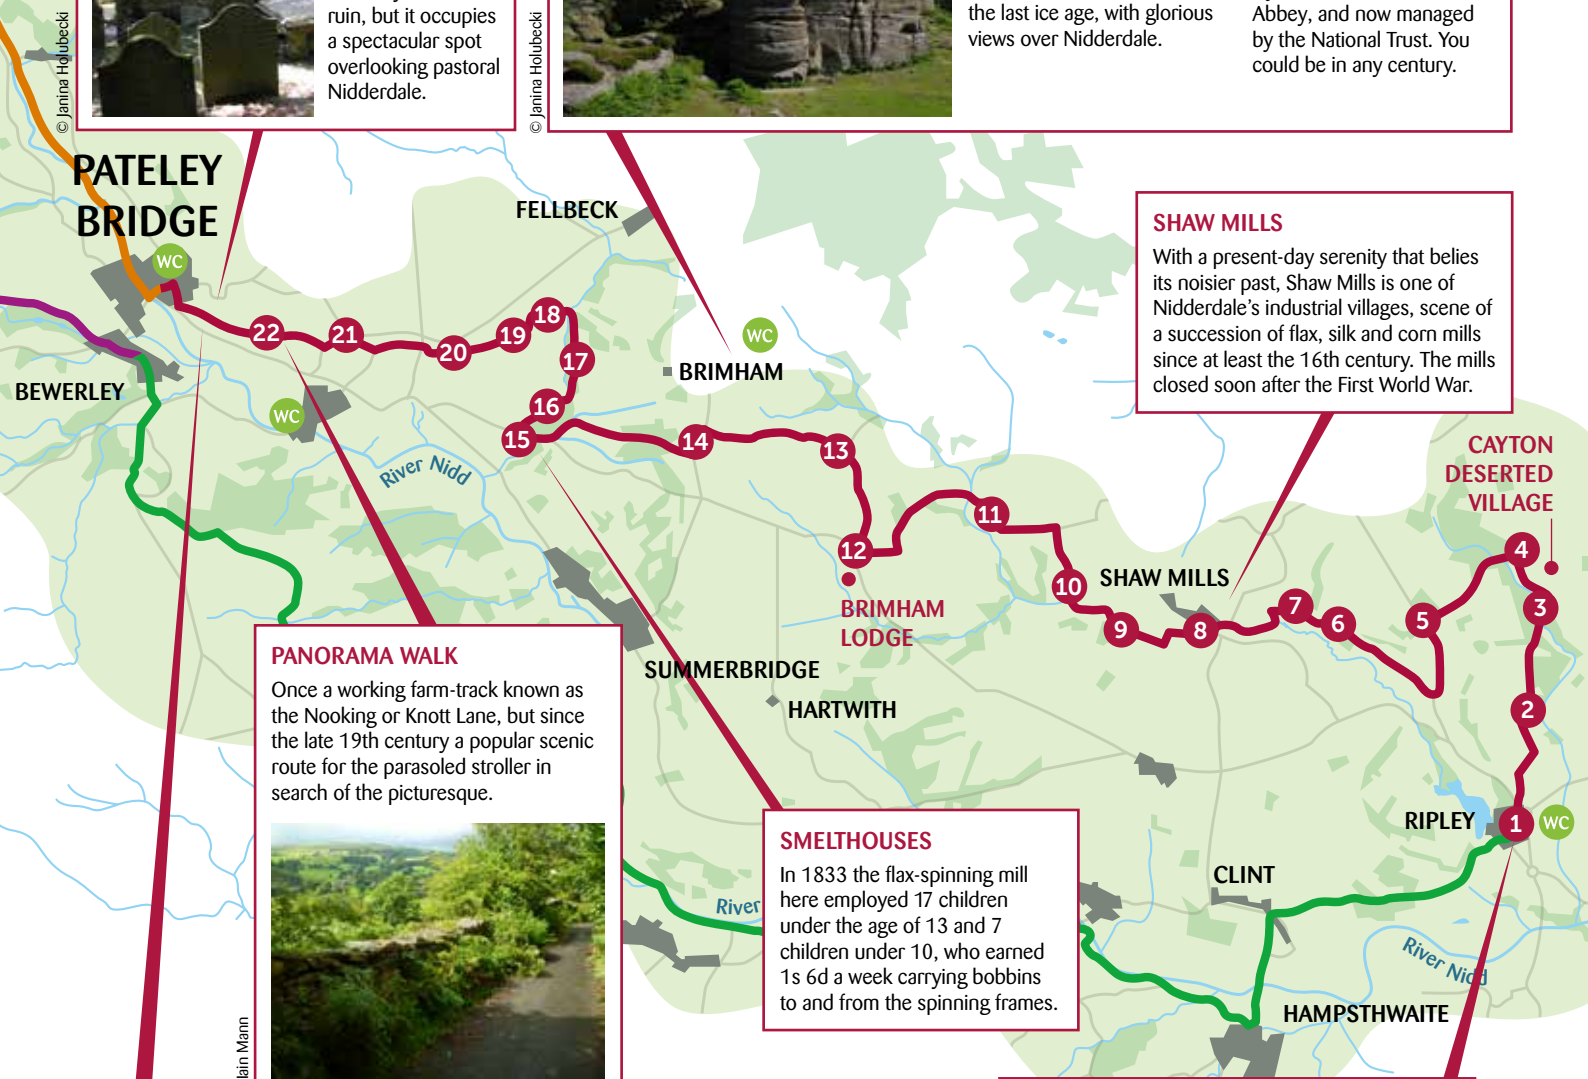 ruin, but it occupies
a spectacular spot
overlooking pastoral
Nidderdale.
© Janina Holubecki
© Janina Holubecki
the last ice age, with glorious
views over Nidderdale.
Abbey, and now managed
by the National Trust. You
could be in any century.
PATELEY
BRIDGE
WC
FELLBECK
SHAW MILLS
With a present-day serenity that belies
its noisier past, Shaw Mills is one of
Nidderdale’s industrial villages, scene of
a succession of flax, silk and corn mills
since at least the 16th century. The mills
closed soon after the First World War.
22
21
20
19
18
17
16
15
14
13
12
11
10
9
8
7
6
5
4
3
2
1
WC
BRIMHAM
BEWERLEY
WC
River Nidd
CAYTON
DESERTED
VILLAGE
SHAW MILLS
BRIMHAM
LODGE
SUMMERBRIDGE
HARTWITH
PANORAMA WALK
Once a working farm-track known as
the Nooking or Knott Lane, but since
the late 19th century a popular scenic
route for the parasoled stroller in
search of the picturesque.
SMELTHOUSES
In 1833 the flax-spinning mill
here employed 17 children
under the age of 13 and 7
children under 10, who earned
1s 6d a week carrying bobbins
to and from the spinning frames.
RIPLEY
WC
CLINT
River
River Nidd
HAMPSTHWAITE
lain Mann